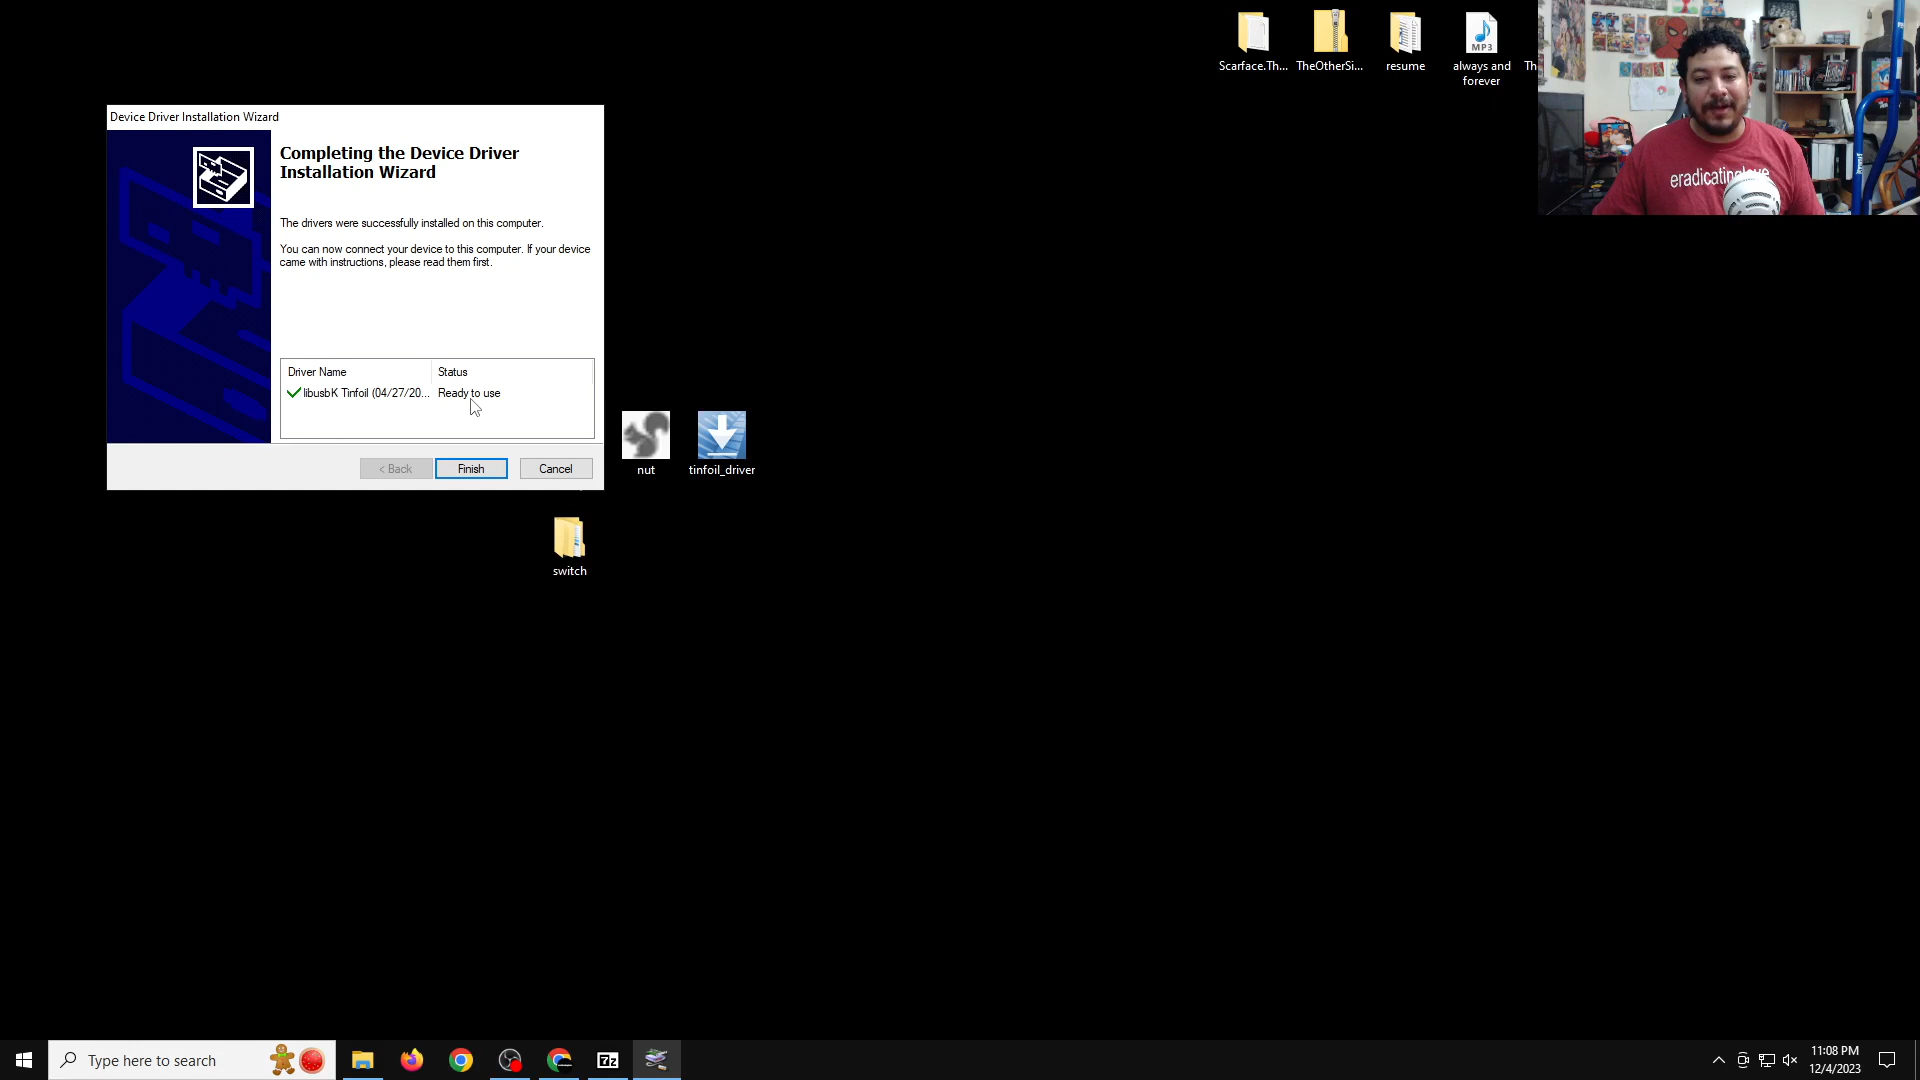 Scarface.Th...
TheOtherSi...
resume
always and
forever
Th
MP3
eradicatinglove
Device Driver Installation Wizard
Completing the Device Driver
Installation Wizard
The drivers were successfully installed on this computer.
You can now connect your device to this computer. If your device
came with instructions, please read them first.
Driver Name
Status
libusbK Tinfoil (04/27/20...
Ready to use
< Back
Finish
Cancel
nut
tinfoil_driver
switch
Type here to search
7z
11:08 PM
12/4/2023